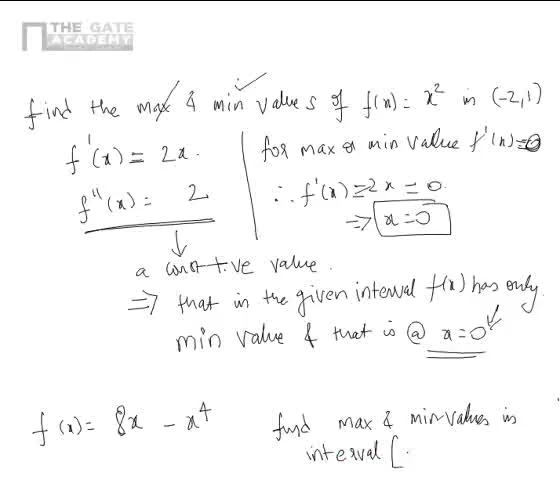 THE GATE
ACADEMY
find the max & min values of f(x) = x² in (-2,1)
f'(x) = 2x.
f''(x) = 2
for max or min value f'(x)=0
∴ f'(x) = 2x = 0.
⇒ x=0
a const +ve value.
⇒ that in the given interval f(x) has only
min value & that is @ x=0
f(x) = 8x - x⁴
find max & min values in
interval [.